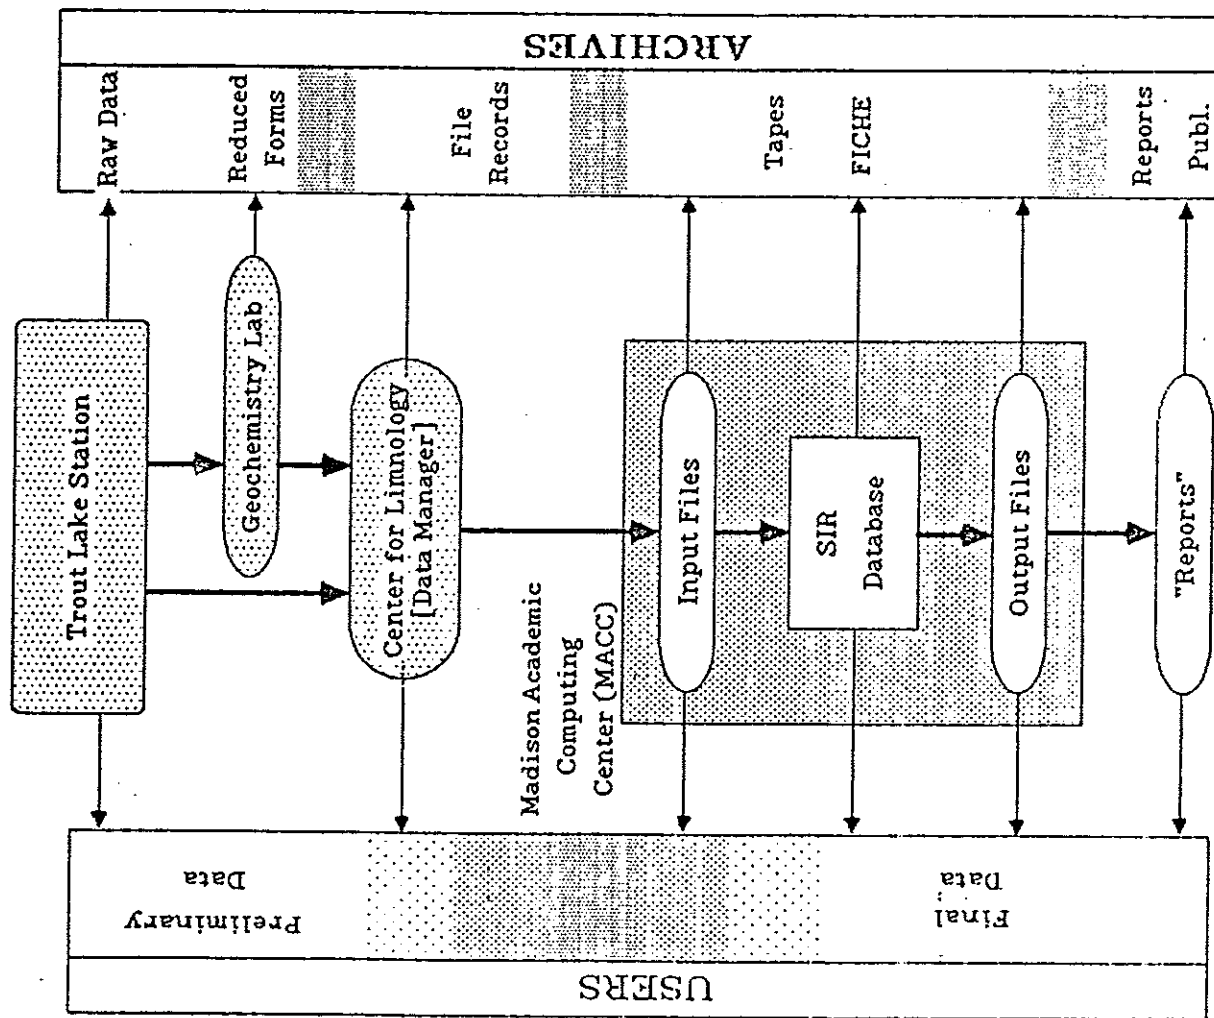 ARCHIVES
Raw Data
Reduced
Forms
File
Records
Tapes
FICHE
Reports
Publ.
Trout Lake Station
Geochemistry Lab
Center for Limnology
[Data Manager]
Madison Academic
Computing
Center (MACC)
Input Files
SIR
Database
Output Files
"Reports"
Preliminary
Data
Final
Data
USERS